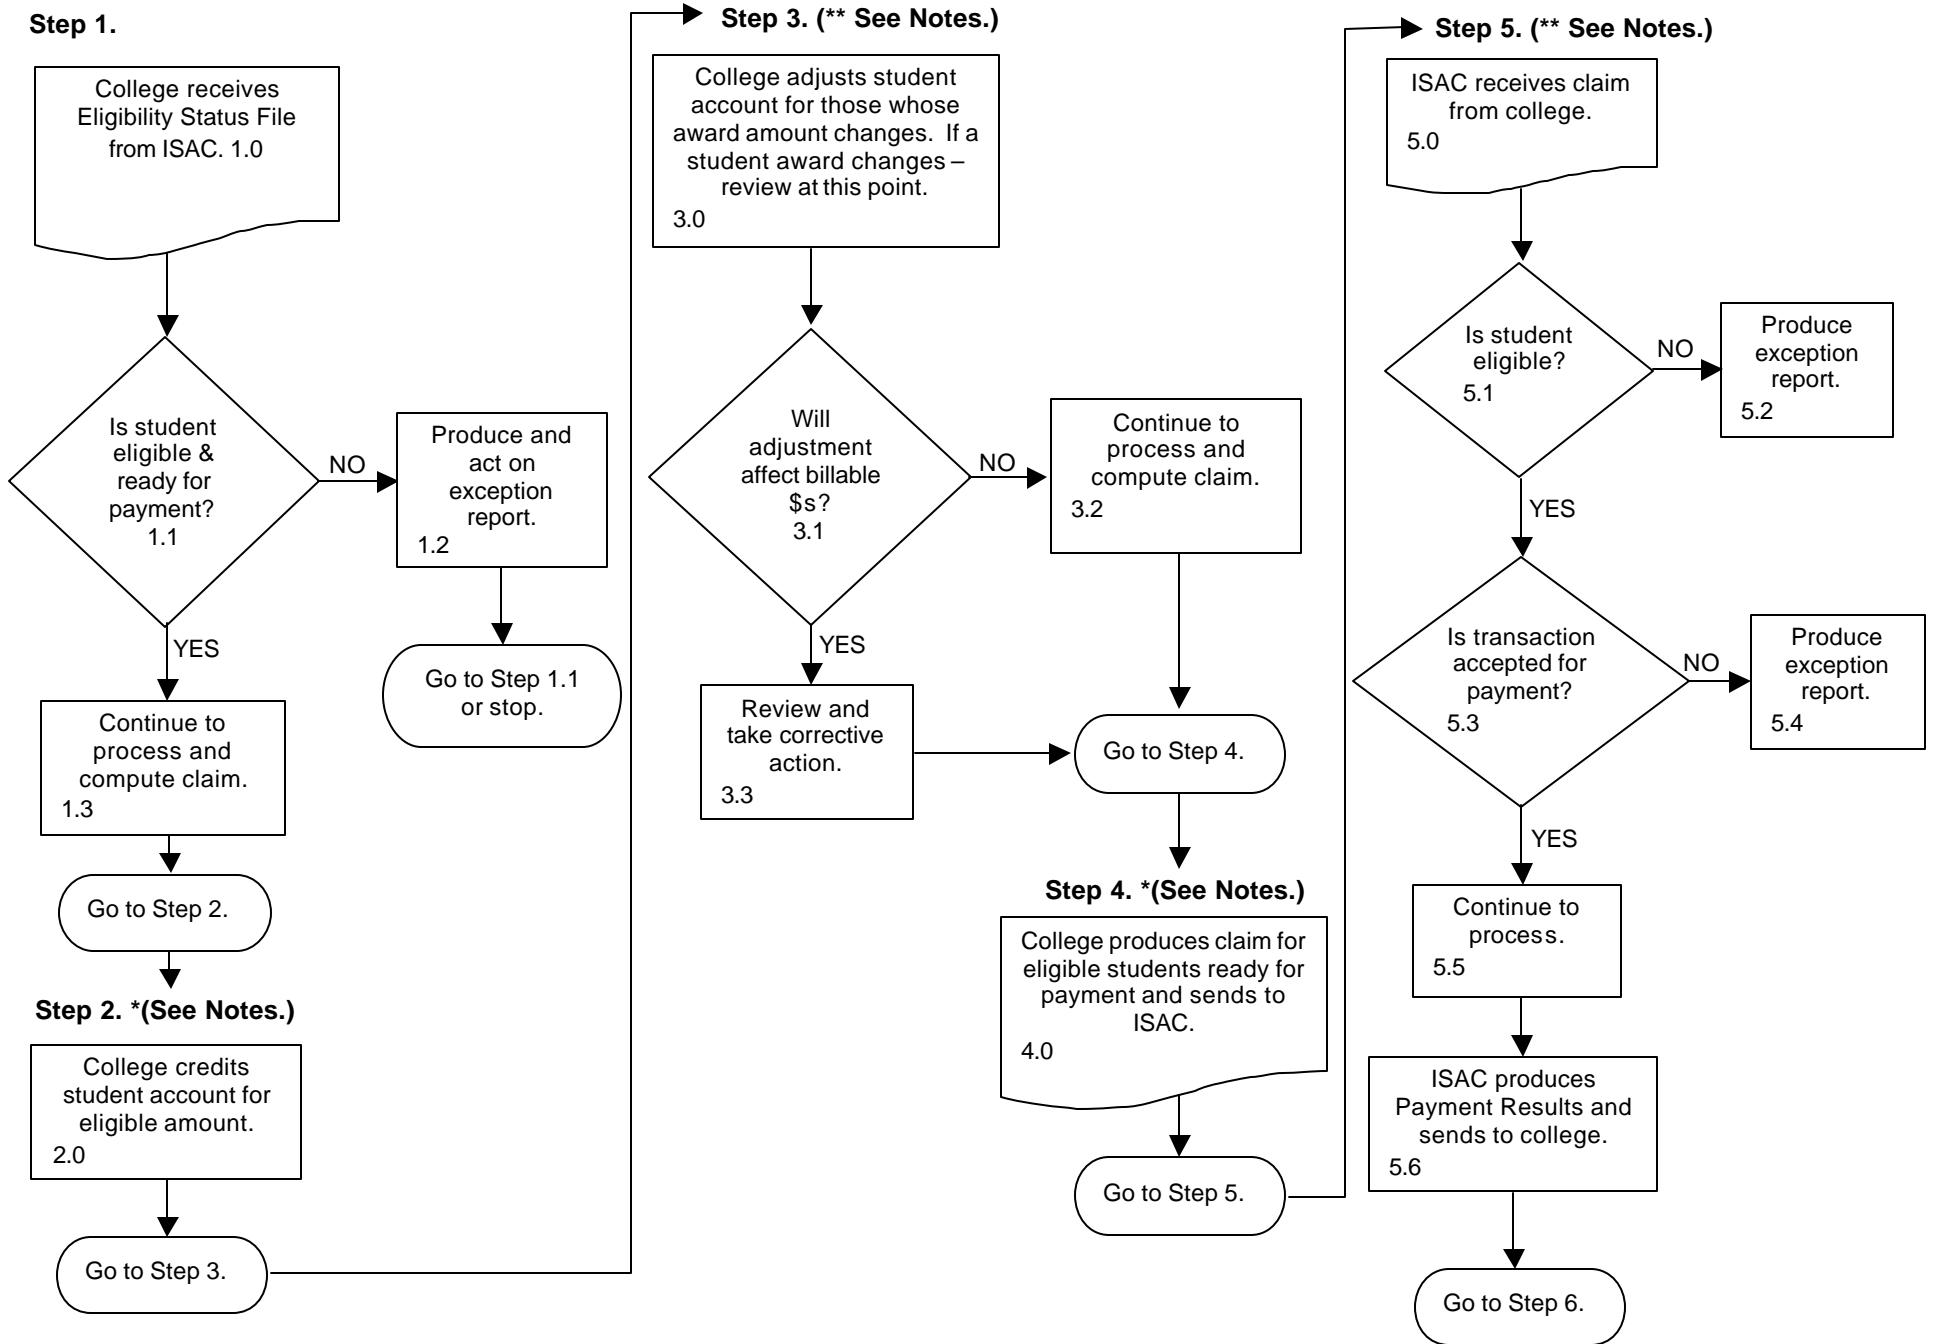 Step 1.
College receives
Eligibility Status File
from ISAC. 1.0
Is student
eligible &
ready for
payment?
1.1
NO
Produce and
act on
exception
report.
1.2
Go to Step 1.1
or stop.
YES
Continue to
process and
compute claim.
1.3
Go to Step 2.
Step 2. *(See Notes.)
College credits
student account for
eligible amount.
2.0
Go to Step 3.
Step 3. (** See Notes.)
College adjusts student
account for those whose
award amount changes. If a
student award changes –
review at this point.
3.0
Will
adjustment
affect billable
$s?
3.1
NO
Continue to
process and
compute claim.
3.2
YES
Review and
take corrective
action.
3.3
Go to Step 4.
Step 4. *(See Notes.)
College produces claim for
eligible students ready for
payment and sends to
ISAC.
4.0
Go to Step 5.
Step 5. (** See Notes.)
ISAC receives claim
from college.
5.0
Is student
eligible?
5.1
NO
Produce
exception
report.
5.2
YES
Is transaction
accepted for
payment?
5.3
NO
Produce
exception
report.
5.4
YES
Continue to
process.
5.5
ISAC produces
Payment Results and
sends to college.
5.6
Go to Step 6.